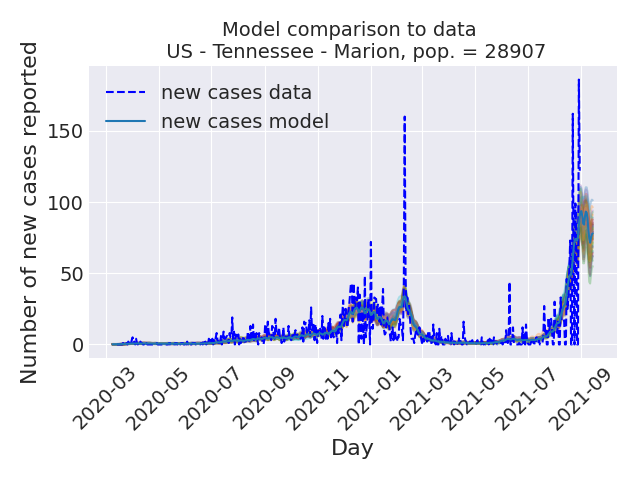 Model comparison to data
US - Tennessee - Marion, pop. = 28907
new cases data
new cases model
Number of new cases reported
150
100
50
0
2020-03
2020-05
2020-07
2020-09
2020-11
2021-01
2021-03
2021-05
2021-07
2021-09
Day